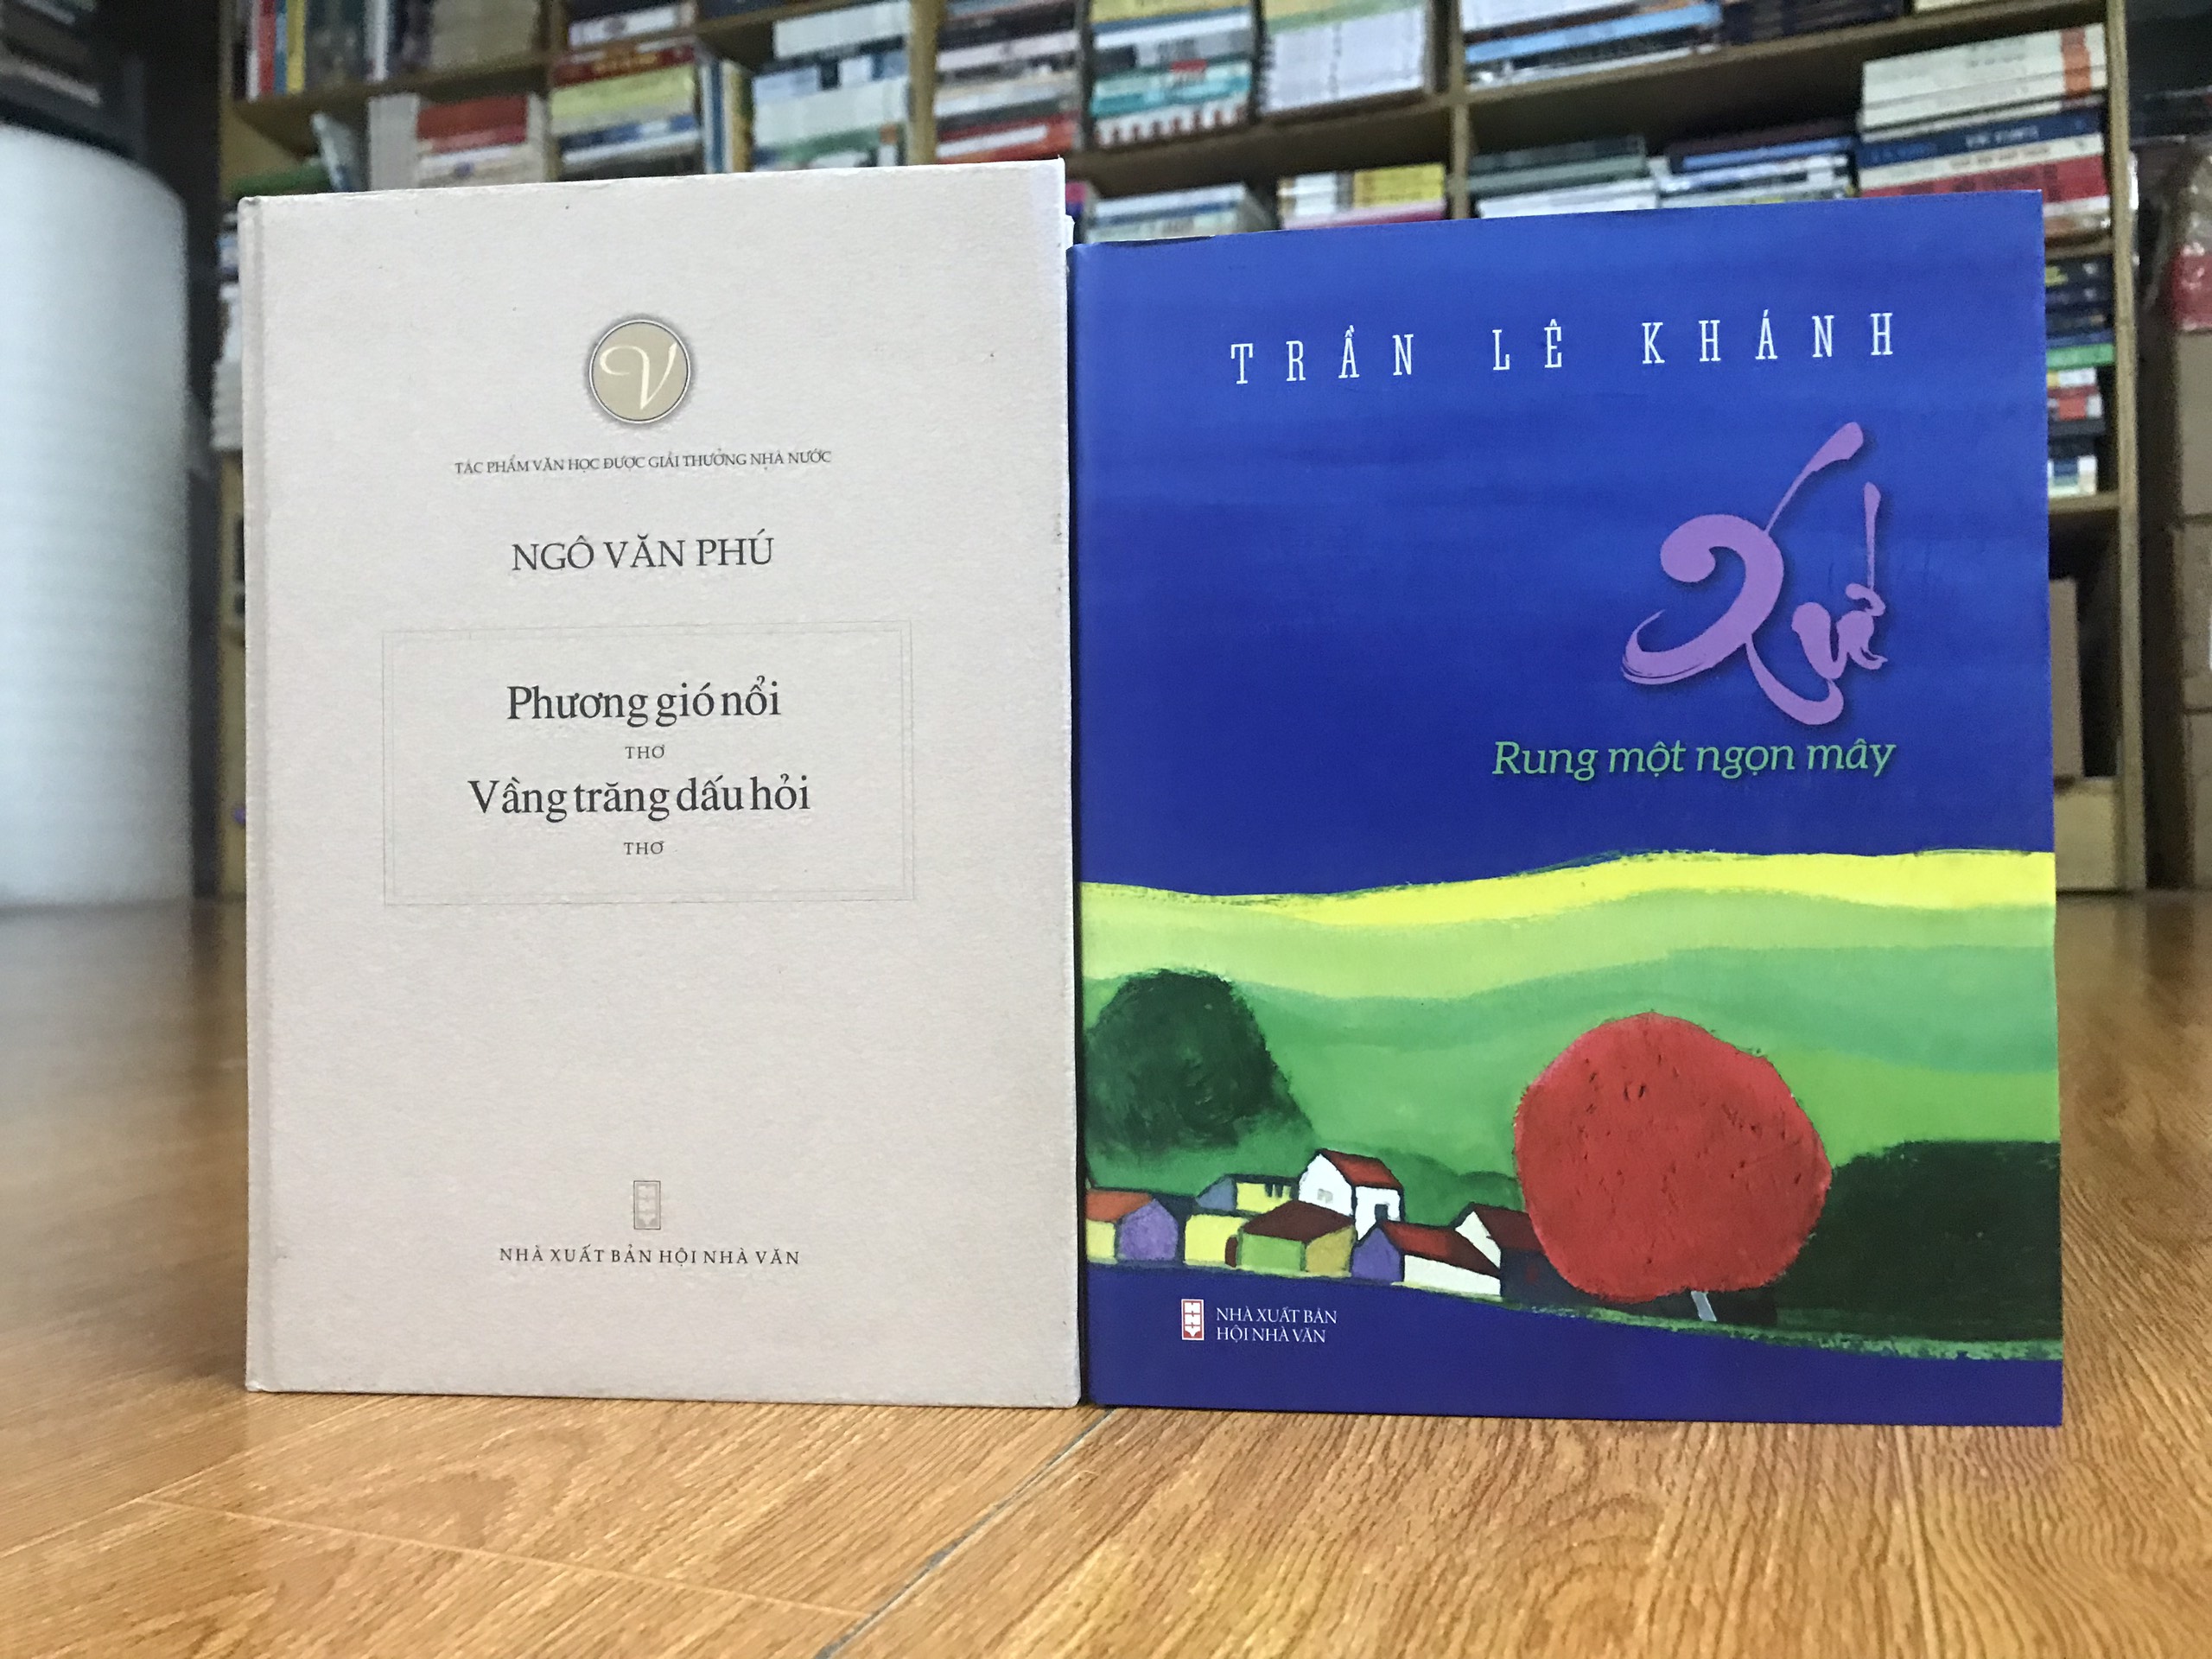 V
TÁC PHẨM VĂN HỌC ĐƯỢC GIẢI THƯỞNG NHÀ NƯỚC
NGÔ VĂN PHÚ
Phương gió nổi
THƠ
Vầng trăng dấu hỏi
THƠ
NHÀ XUẤT BẢN HỘI NHÀ VĂN
TRẦN LÊ KHÁNH
Xứ
Rung một ngọn mây
NHÀ XUẤT BẢN
HỘI NHÀ VĂN